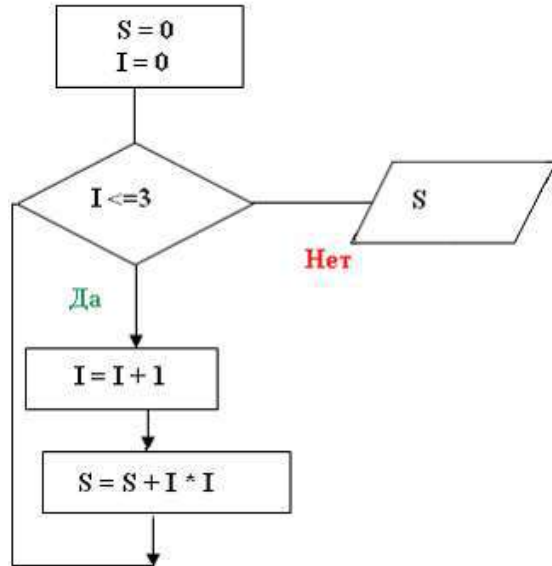 S = 0
I = 0
I <=3
S
Нет
Да
I = I + 1
S = S + I * I